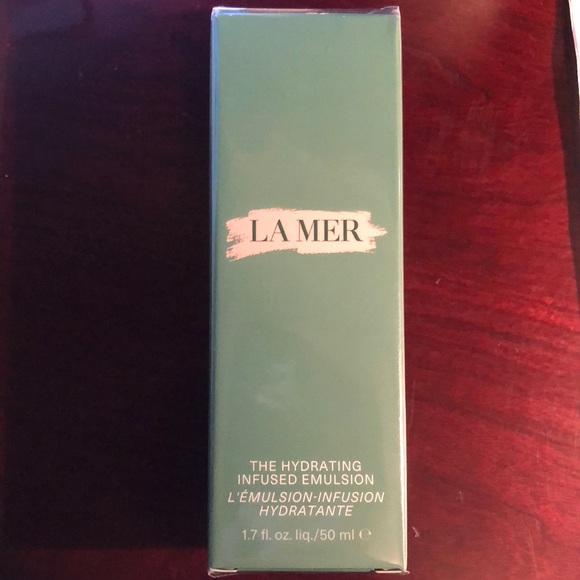 LA MER
THE HYDRATING
INFUSED EMULSION
L'ÉMULSION-INFUSION
HYDRATANTE
1.7 fl. oz. liq./50 ml ℮